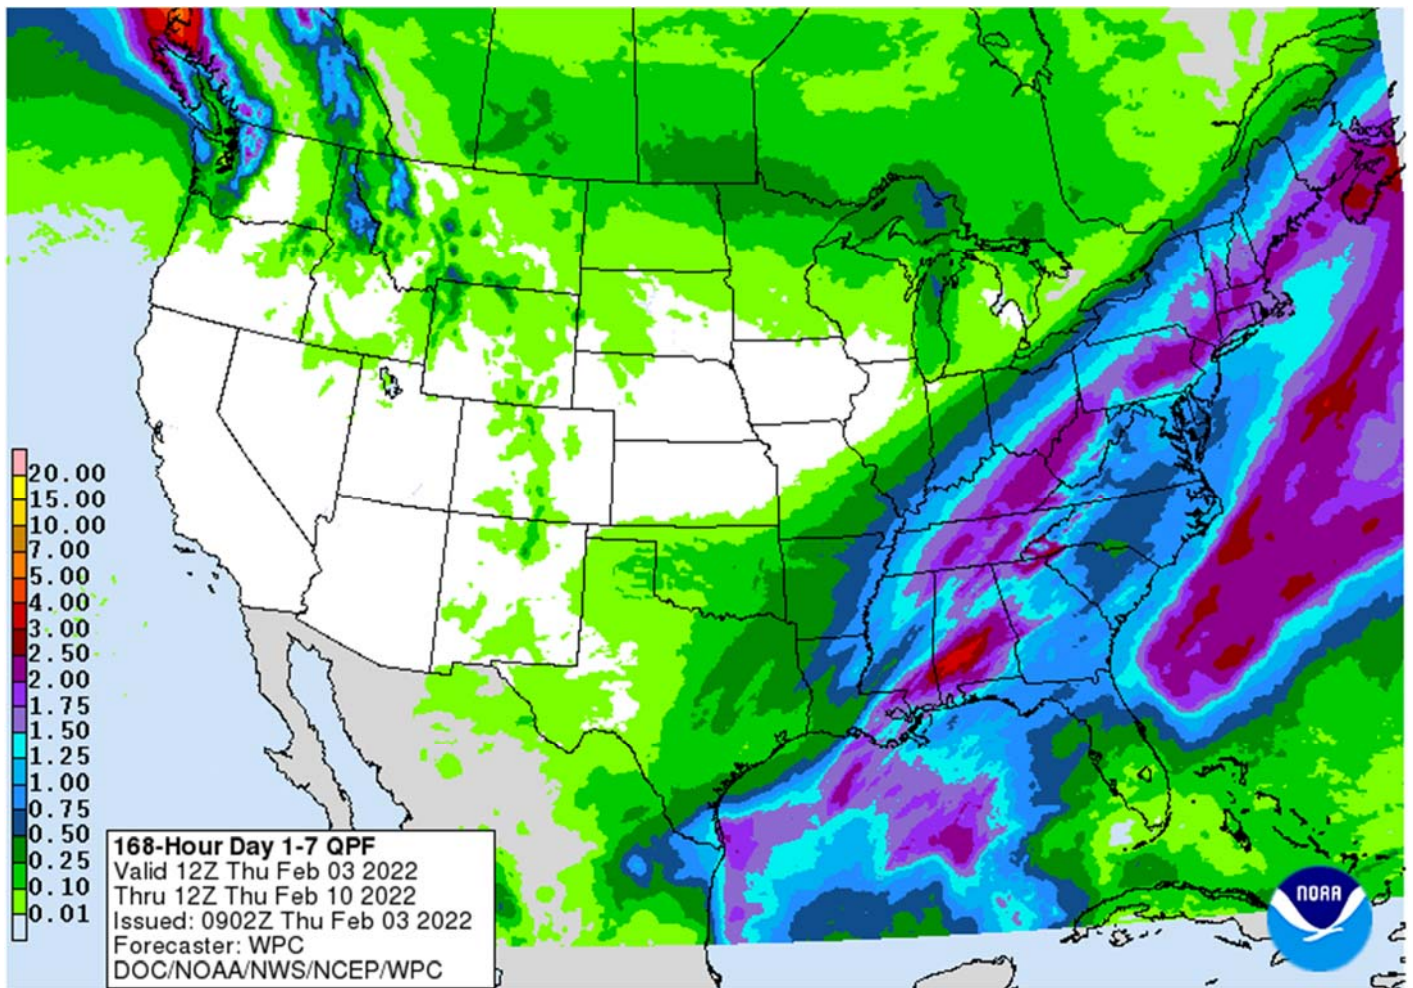 20.00
15.00
10.00
7.00
5.00
4.00
3.00
2.50
2.00
1.75
1.50
1.25
1.00
0.75
0.50
0.25
0.10
0.01
168-Hour Day 1-7 QPF
Valid 12Z Thu Feb 03 2022
Thru 12Z Thu Feb 10 2022
Issued: 0902Z Thu Feb 03 2022
Forecaster: WPC
DOC/NOAA/NWS/NCEP/WPC
NOAA